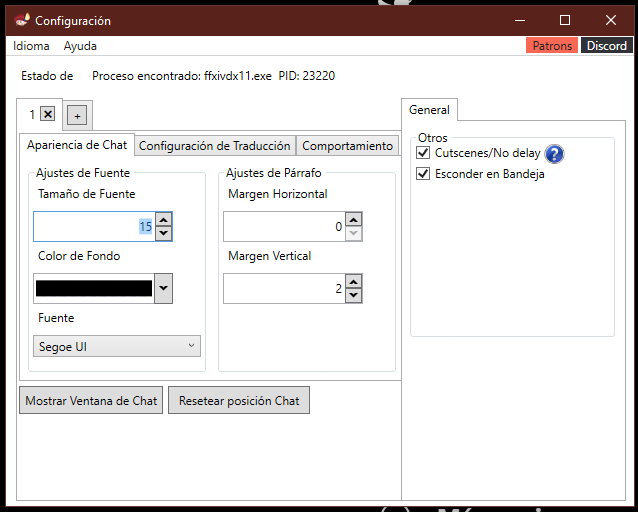 Configuración
Idioma Ayuda Patrons Discord
Estado de Proceso encontrado: ffxivdx11.exe PID: 23220
1 +
General
Apariencia de Chat Configuración de Traducción Comportamiento
Otros
Cutscenes/No delay ?
Esconder en Bandeja
Ajustes de Fuente
Tamaño de Fuente
15
Color de Fondo
Fuente
Segoe UI
Ajustes de Párrafo
Margen Horizontal
0
Margen Vertical
2
Mostrar Ventana de Chat Resetear posición Chat